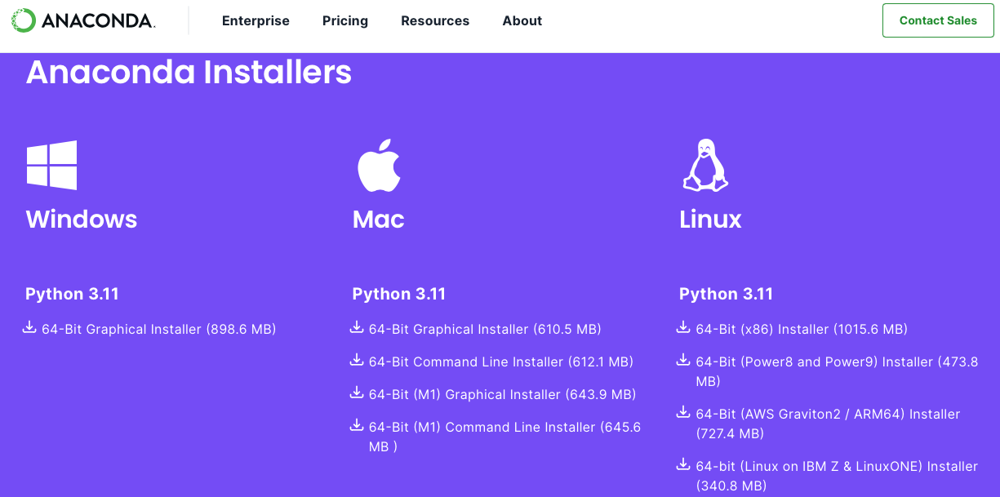 ANACONDA.
Enterprise
Pricing
Resources
About
Contact Sales
Anaconda Installers
Windows
Python 3.11
64-Bit Graphical Installer (898.6 MB)
Mac
Python 3.11
64-Bit Graphical Installer (610.5 MB)
64-Bit Command Line Installer (612.1 MB)
64-Bit (M1) Graphical Installer (643.9 MB)
64-Bit (M1) Command Line Installer (645.6
MB )
Linux
Python 3.11
64-Bit (x86) Installer (1015.6 MB)
64-Bit (Power8 and Power9) Installer (473.8
MB)
64-Bit (AWS Graviton2 / ARM64) Installer
(727.4 MB)
64-bit (Linux on IBM Z & LinuxONE) Installer
(340.8 MB)